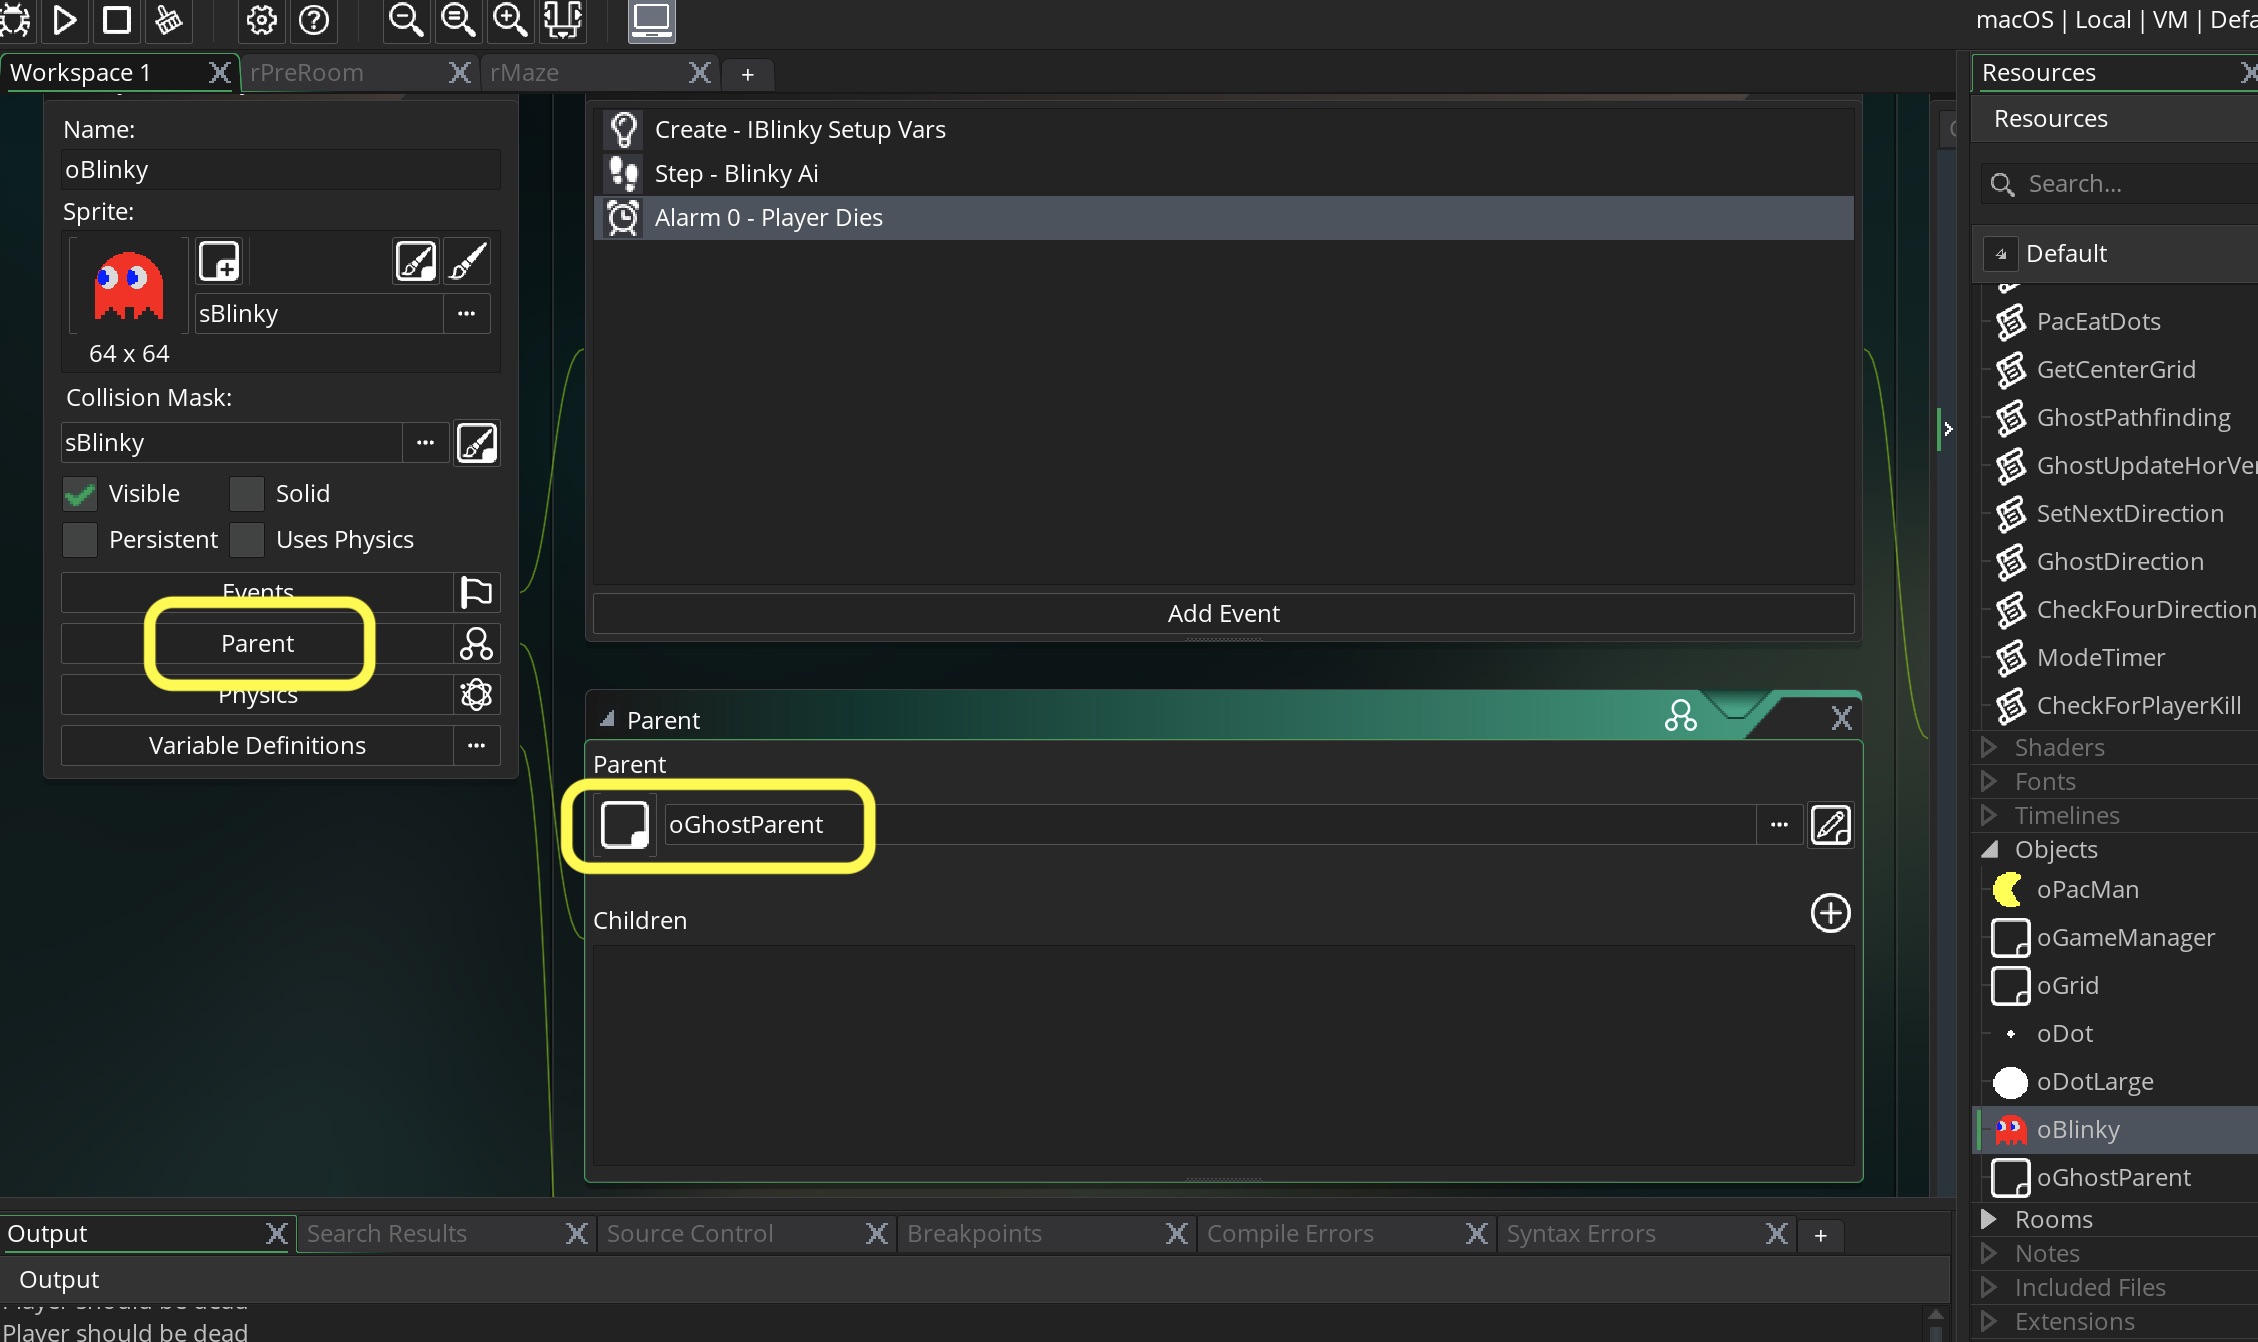 macOS | Local | VM |
Workspace 1
rPreRoom
rMaze
+
Resources
Resources
Search...
Default
PacEatDots
GetCenterGrid
GhostPathfinding
GhostUpdateHorVe
SetNextDirection
GhostDirection
CheckFourDirection
ModeTimer
CheckForPlayerKill
Shaders
Fonts
Timelines
Objects
oPacMan
oGameManager
oGrid
oDot
oDotLarge
oBlinky
oGhostParent
Rooms
Notes
Included Files
Extensions
Name:
oBlinky
Sprite:
sBlinky
...
64 x 64
Collision Mask:
sBlinky
...
Visible
Solid
Persistent
Uses Physics
Events
Parent
Physics
Variable Definitions
...
Create - IBlinky Setup Vars
Step - Blinky Ai
Alarm 0 - Player Dies
Add Event
Parent
Parent
oGhostParent
...
Children
Output
Search Results
Source Control
Breakpoints
Compile Errors
Syntax Errors
+
Output
Player should be dead
Player should be dead